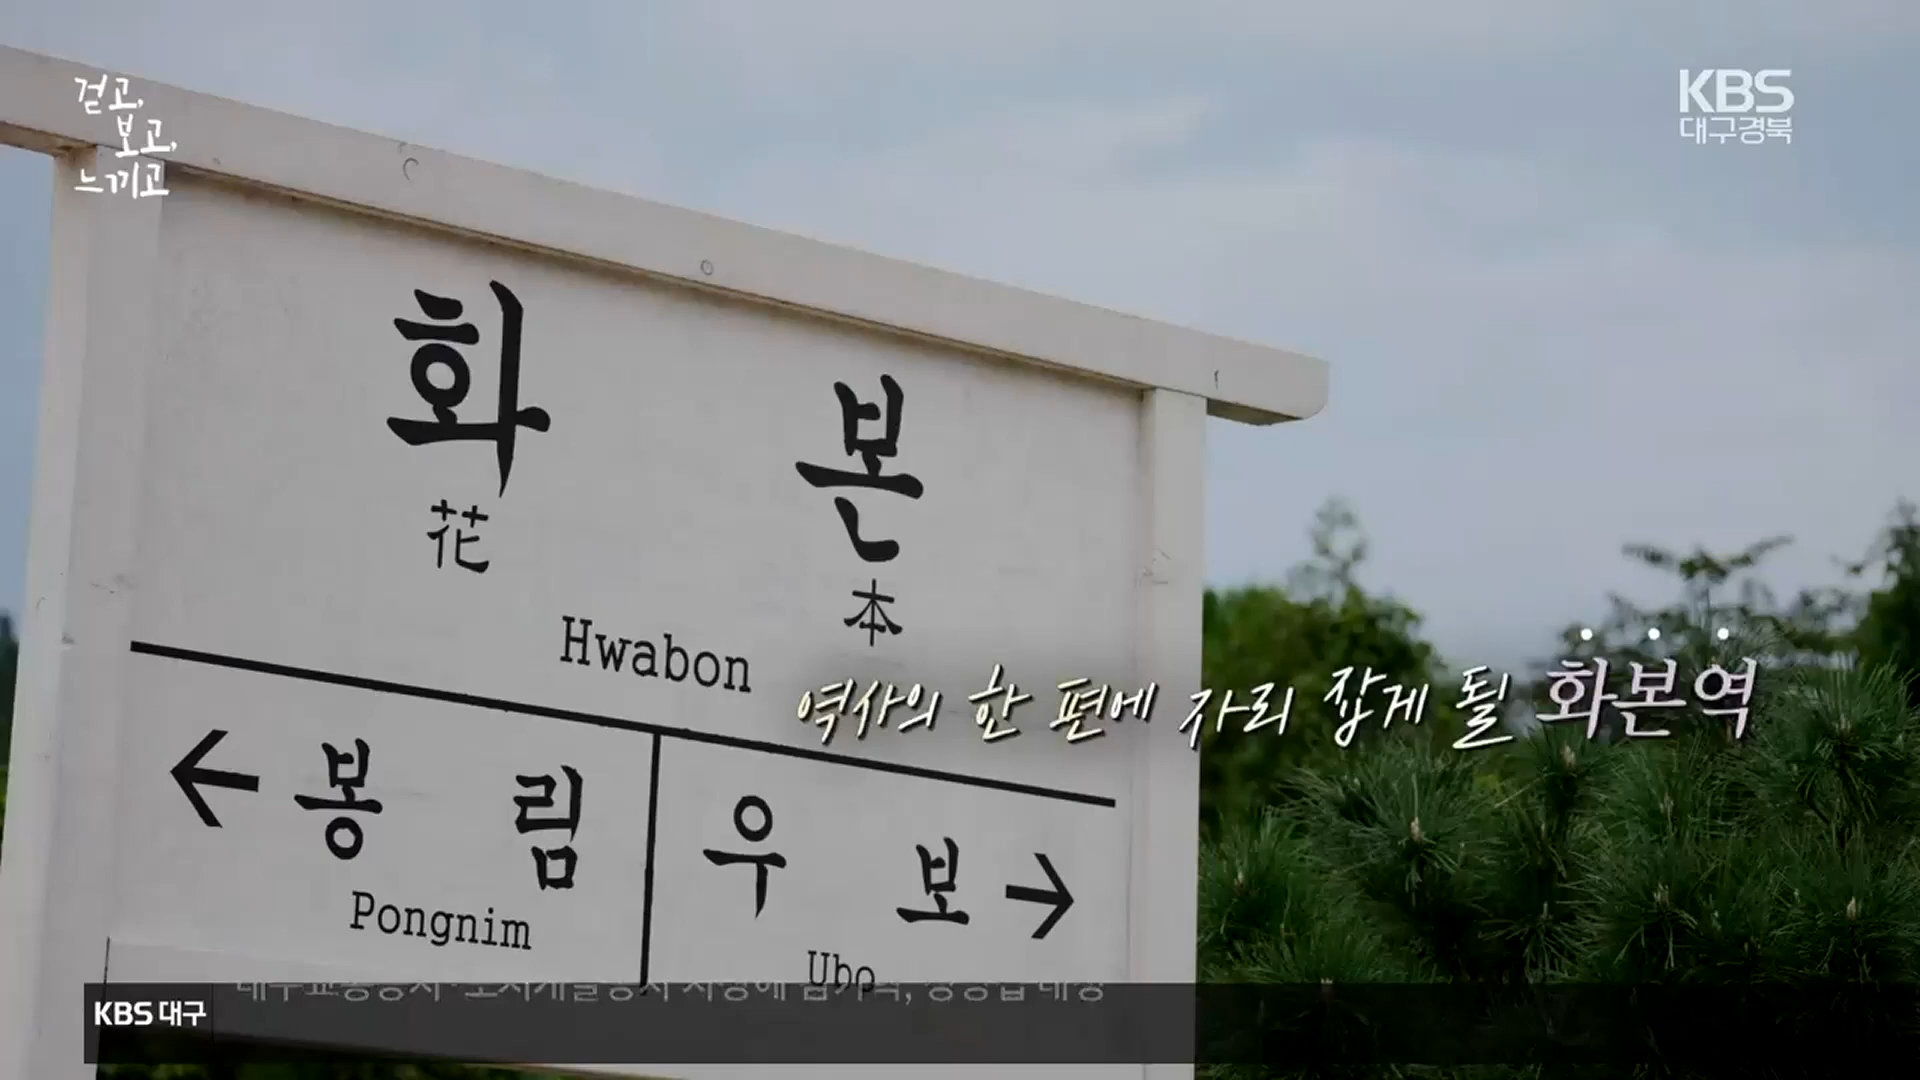 걷고,
보고,
느끼고
KBS
대구경북
화 본
花 本
Hwabon
역사의 한 편에 자리 잡게 될 화본역
← 봉 림
Pongnim
우 보 →
Ubo
KBS 대구